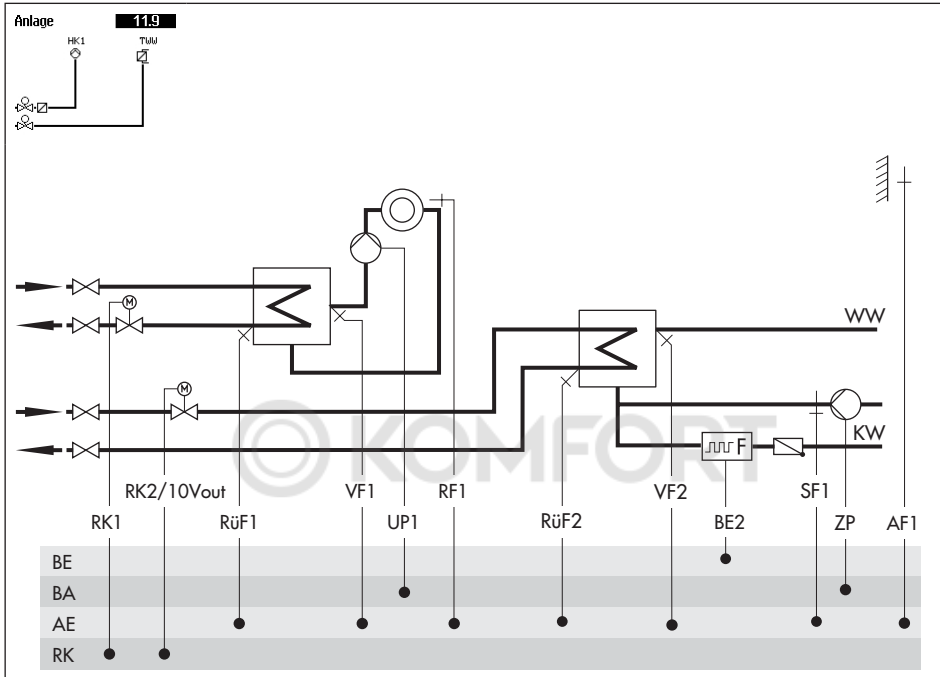 Anlage 11.9
HK1 TWW
M
WW
M
KW
F
KOMFORT
RK2/10Vout VF1 RF1 VF2 SF1
RK1 RüF1 UP1 RüF2 BE2 ZP AF1
BE
BA
AE
RK